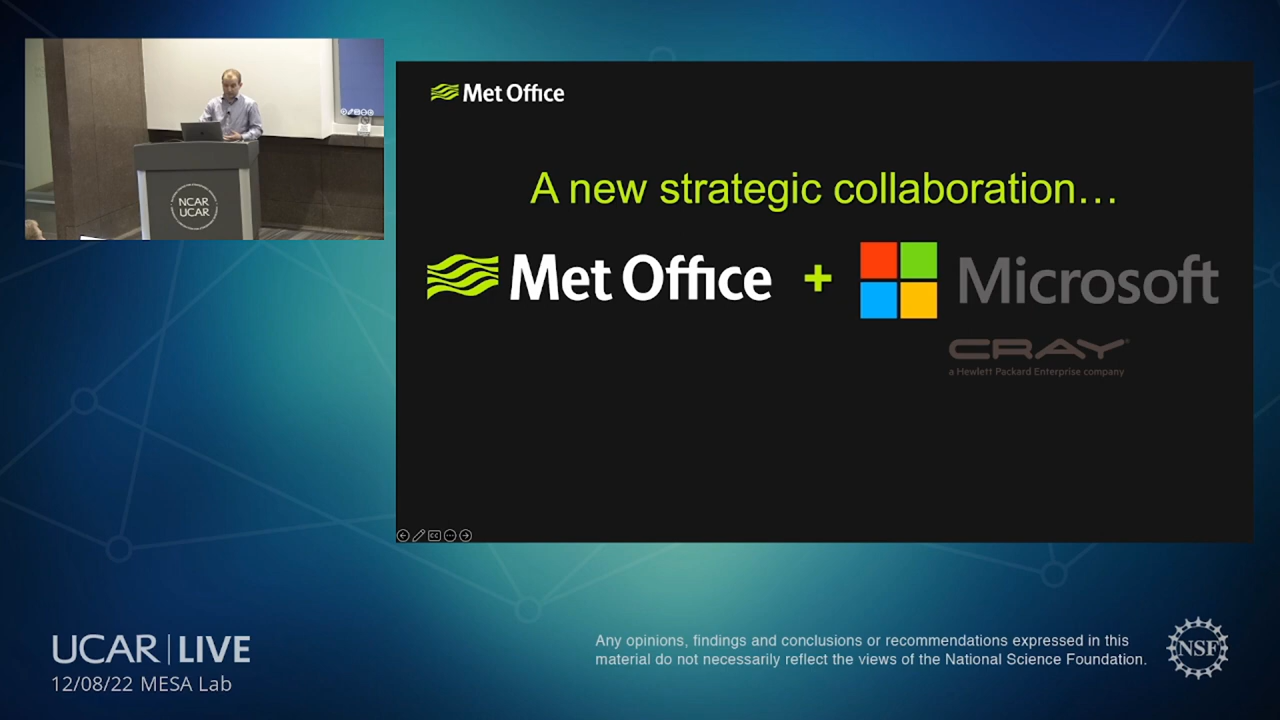 NCAR
UCAR
Met Office
A new strategic collaboration...
Met Office + Microsoft
CRAY
a Hewlett Packard Enterprise company
UCAR | LIVE
12/08/22 MESA Lab
Any opinions, findings and conclusions or recommendations expressed in this
material do not necessarily reflect the views of the National Science Foundation.
NSF